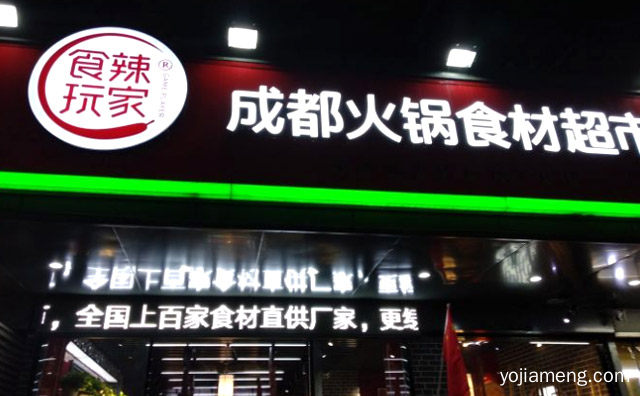 食辣
玩家
®
成都火锅食材超市
，全国上百家食材直供厂家，更多
yojiameng.com